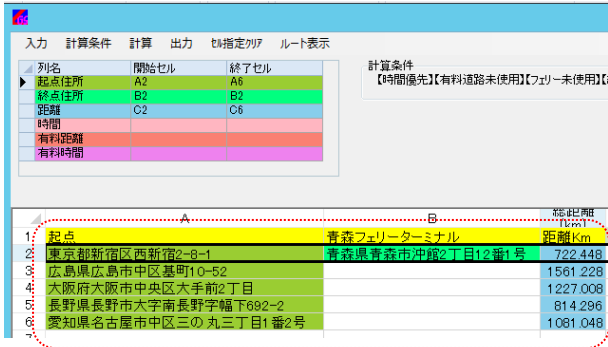 入力 計算条件 計算 出力 セル指定クリア ルート表示
列名 開始セル 終了セル
起点住所 A2 A6
終点住所 B2 B2
距離 C2 C6
時間
有料距離
有料時間
計算条件
【時間優先】【有料道路未使用】【フェリー未使用】【
A B 総距離
[km]
1 起点 青森フェリーターミナル 距離Km
2 東京都新宿区西新宿2-8-1 青森県青森市沖館2丁目12番1号 722.448
3 広島県広島市中区基町10-52 1561.228
4 大阪府大阪市中央区大手前2丁目 1227.008
5 長野県長野市大字南長野字幅下692-2 814.296
6 愛知県名古屋市中区三の丸三丁目1番2号 1081.048